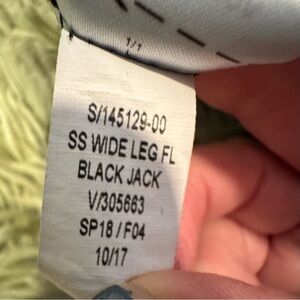 1/1
S/145129-00
SS WIDE LEG FL
BLACK JACK
V/305663
SP18 / F04
10/17